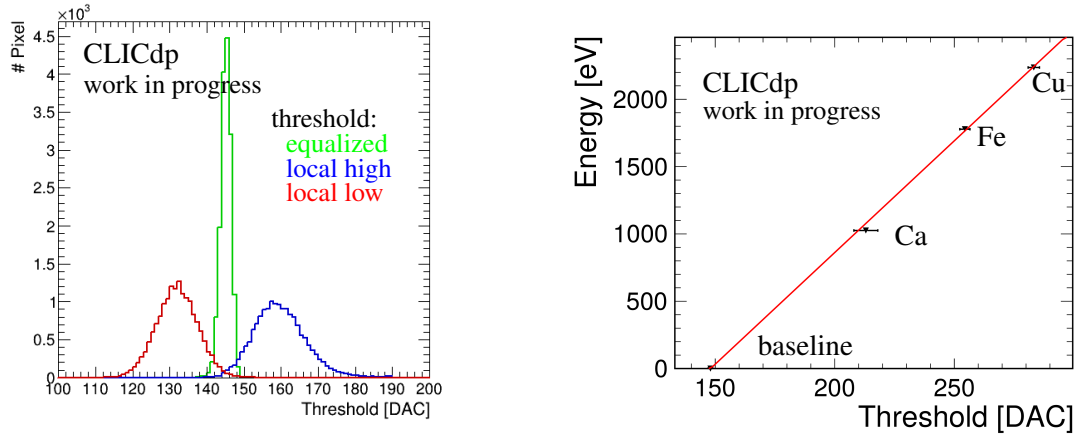 ×10³
# Pixel
4.5
4
3.5
3
2.5
2
1.5
1
0.5
0
CLICdp
work in progress
threshold:
equalized
local high
local low
100 110 120 130 140 150 160 170 180 190 200
Threshold [DAC]
Energy [eV]
2000
1500
1000
500
0
CLICdp
work in progress
Cu
Fe
Ca
baseline
150 200 250
Threshold [DAC]